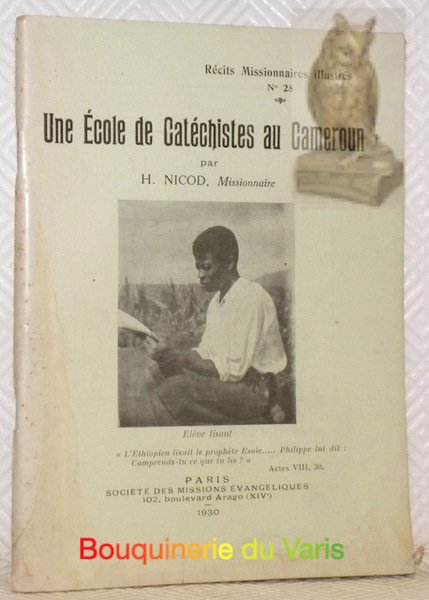 Récits Missionnaires illustrés
N° 28
Une École de Catéchistes au Cameroun
par
H. NICOD, Missionnaire
Elève lisant
« L'Ethiopien lisait le prophète Esaïe..... Philippe lui dit :
Comprends-tu ce que tu lis ? »
Actes VIII, 30.
PARIS
SOCIÉTÉ DES MISSIONS ÉVANGÉLIQUES
102, boulevard Arago (XIVe)
1930
Bouquinerie du Varis